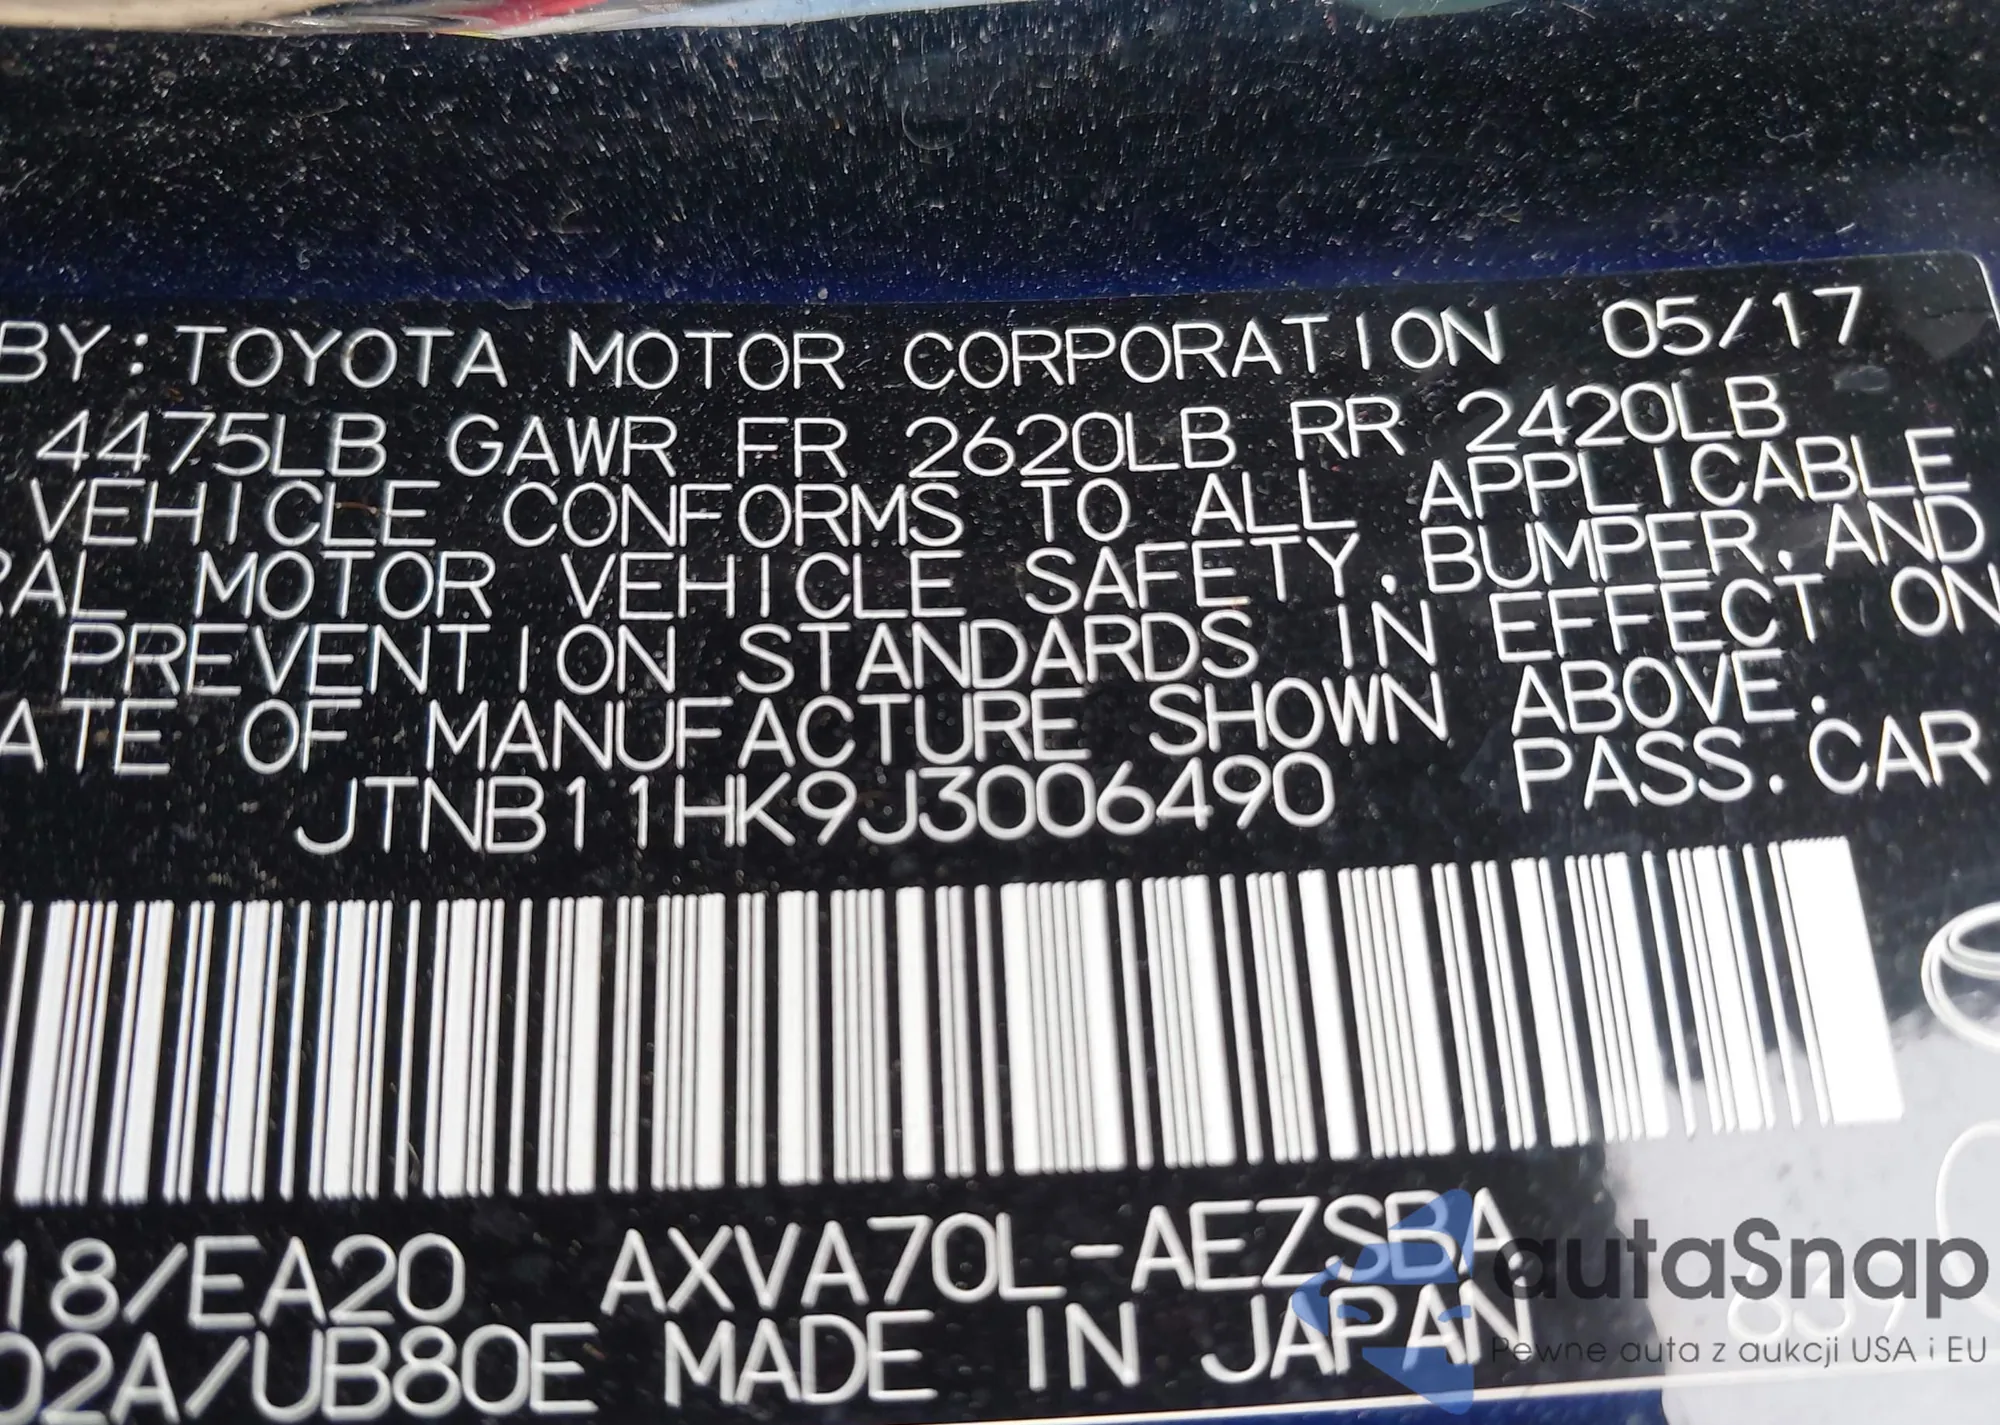 BY:TOYOTA MOTOR CORPORATION 05/17
4475LB GAWR FR 2620LB RR 2420LB
VEHICLE CONFORMS TO ALL APPLICABLE
RAL MOTOR VEHICLE SAFETY, BUMPER, AND
PREVENTION STANDARDS IN EFFECT ON
ATE OF MANUFACTURE SHOWN ABOVE.
JTNB11HK9J3006490 PASS.CAR
18/EA20 AXVA70L-AEZSBA
02A/UB80E MADE IN JAPAN
839
autaSnap
Pewne auta z aukcji USA i EU